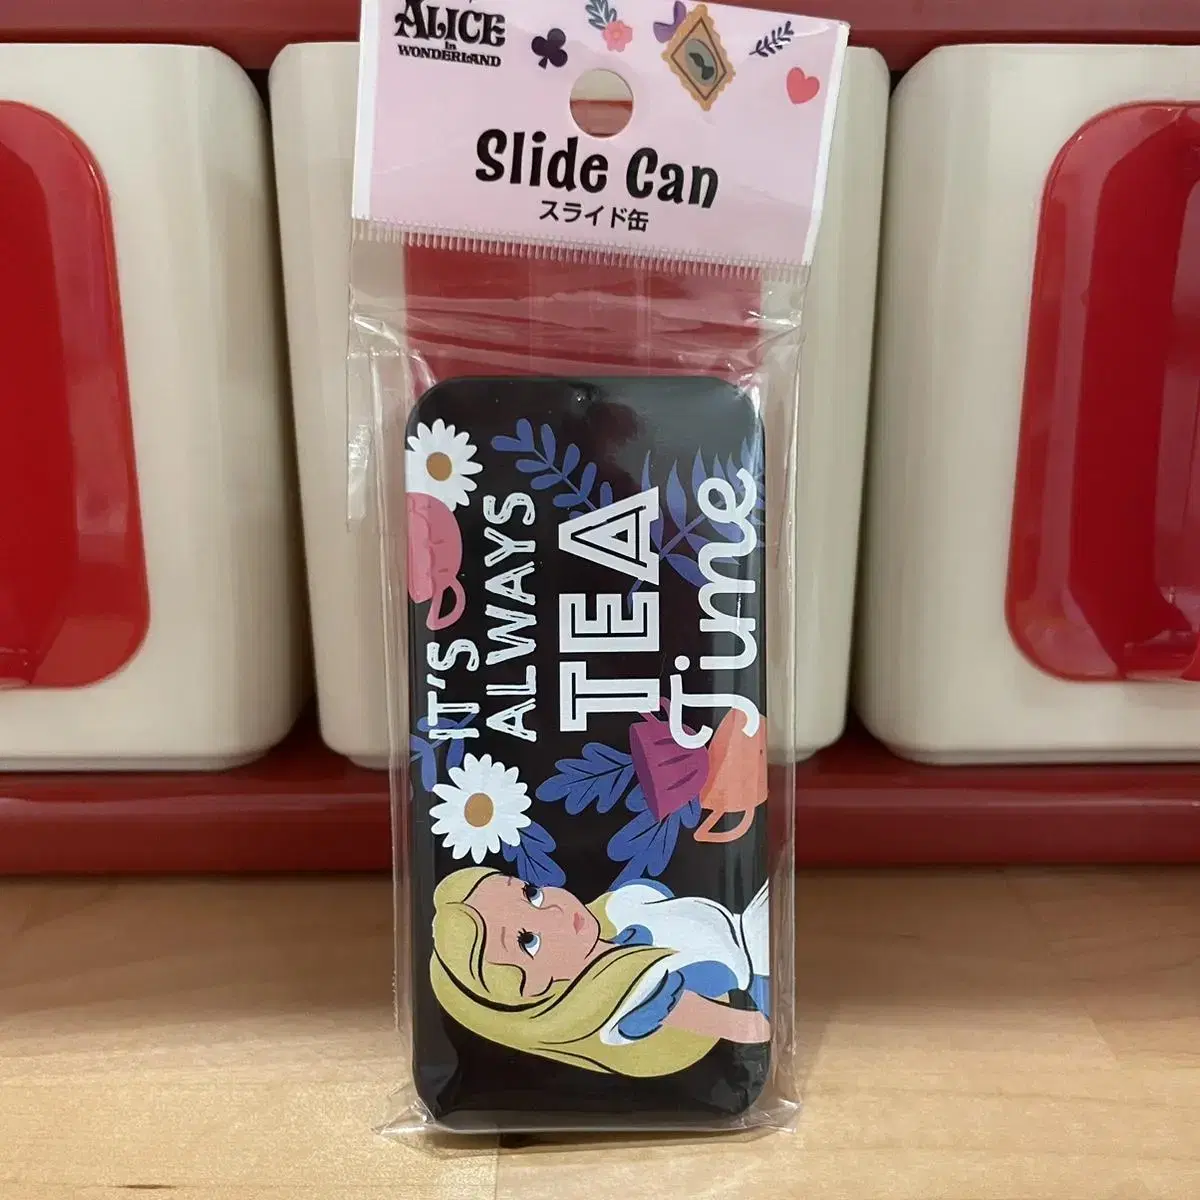 ALICE
in
WONDERLAND
Slide Can
スライド缶
IT'S
ALWAYS
TEA
Time